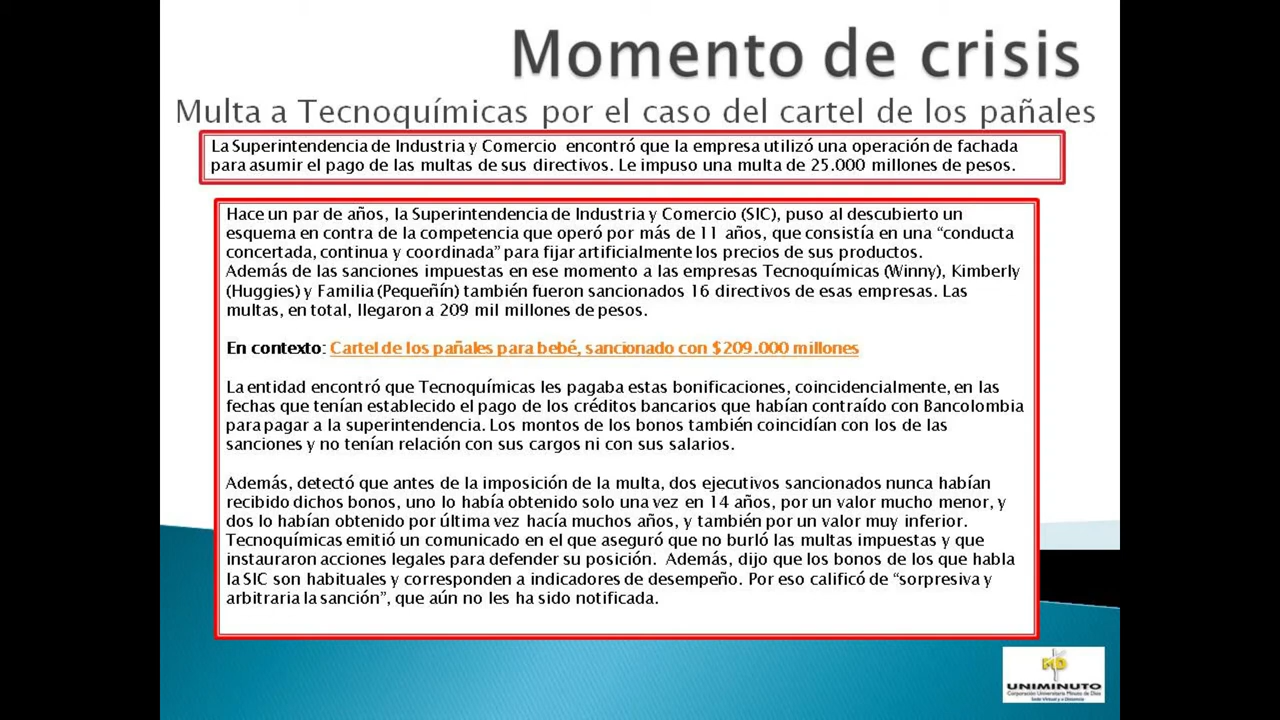 Momento de crisis
Multa a Tecnoquímicas por el caso del cartel de los pañales
La Superintendencia de Industria y Comercio encontró que la empresa utilizó una operación de fachada
para asumir el pago de las multas de sus directivos. Le impuso una multa de 25.000 millones de pesos.
Hace un par de años, la Superintendencia de Industria y Comercio (SIC), puso al descubierto un
esquema en contra de la competencia que operó por más de 11 años, que consistía en una “conducta
concertada, continua y coordinada” para fijar artificialmente los precios de sus productos.
Además de las sanciones impuestas en ese momento a las empresas Tecnoquímicas (Winny), Kimberly
(Huggies) y Familia (Pequeñín) también fueron sancionados 16 directivos de esas empresas. Las
multas, en total, llegaron a 209 mil millones de pesos.
En contexto: Cartel de los pañales para bebé, sancionado con $209.000 millones
La entidad encontró que Tecnoquímicas les pagaba estas bonificaciones, coincidencialmente, en las
fechas que tenían establecido el pago de los créditos bancarios que habían contraído con Bancolombia
para pagar a la superintendencia. Los montos de los bonos también coincidían con los de las
sanciones y no tenían relación con sus cargos ni con sus salarios.
Además, detectó que antes de la imposición de la multa, dos ejecutivos sancionados nunca habían
recibido dichos bonos, uno lo había obtenido solo una vez en 14 años, por un valor mucho menor, y
dos lo habían obtenido por última vez hacía muchos años, y también por un valor muy inferior.
Tecnoquímicas emitió un comunicado en el que aseguró que no burló las multas impuestas y que
instauraron acciones legales para defender su posición. Además, dijo que los bonos de los que habla
la SIC son habituales y corresponden a indicadores de desempeño. Por eso calificó de “sorpresiva y
arbitraria la sanción”, que aún no les ha sido notificada.
UNIMINUTO
Corporación Universitaria Minuto de Dios
Sede Virtual y a Distancia